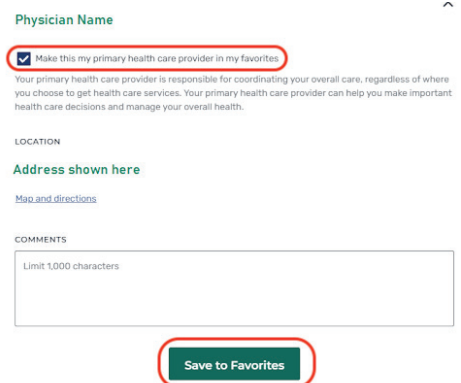 Physician Name
Make this my primary health care provider in my favorites
Your primary health care provider is responsible for coordinating your overall care, regardless of where
you choose to get health care services. Your primary health care provider can help you make important
health care decisions and manage your overall health.
LOCATION
Address shown here
Map and directions
COMMENTS
Limit 1,000 characters
Save to Favorites